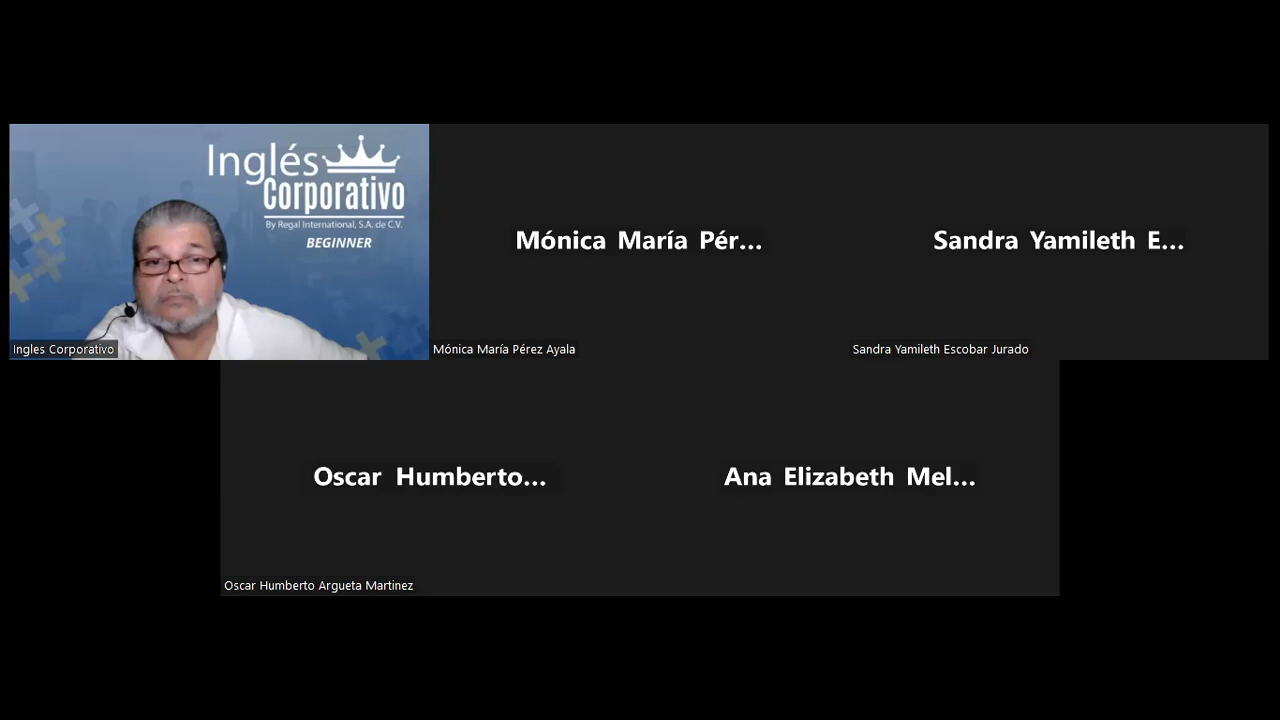 Inglés
Corporativo
By Regal International, S.A. de C.V.
BEGINNER
Ingles Corporativo
Mónica María Pér...
Mónica María Pérez Ayala
Sandra Yamileth E...
Sandra Yamileth Escobar Jurado
Oscar Humberto...
Oscar Humberto Argueta Martinez
Ana Elizabeth Mel...